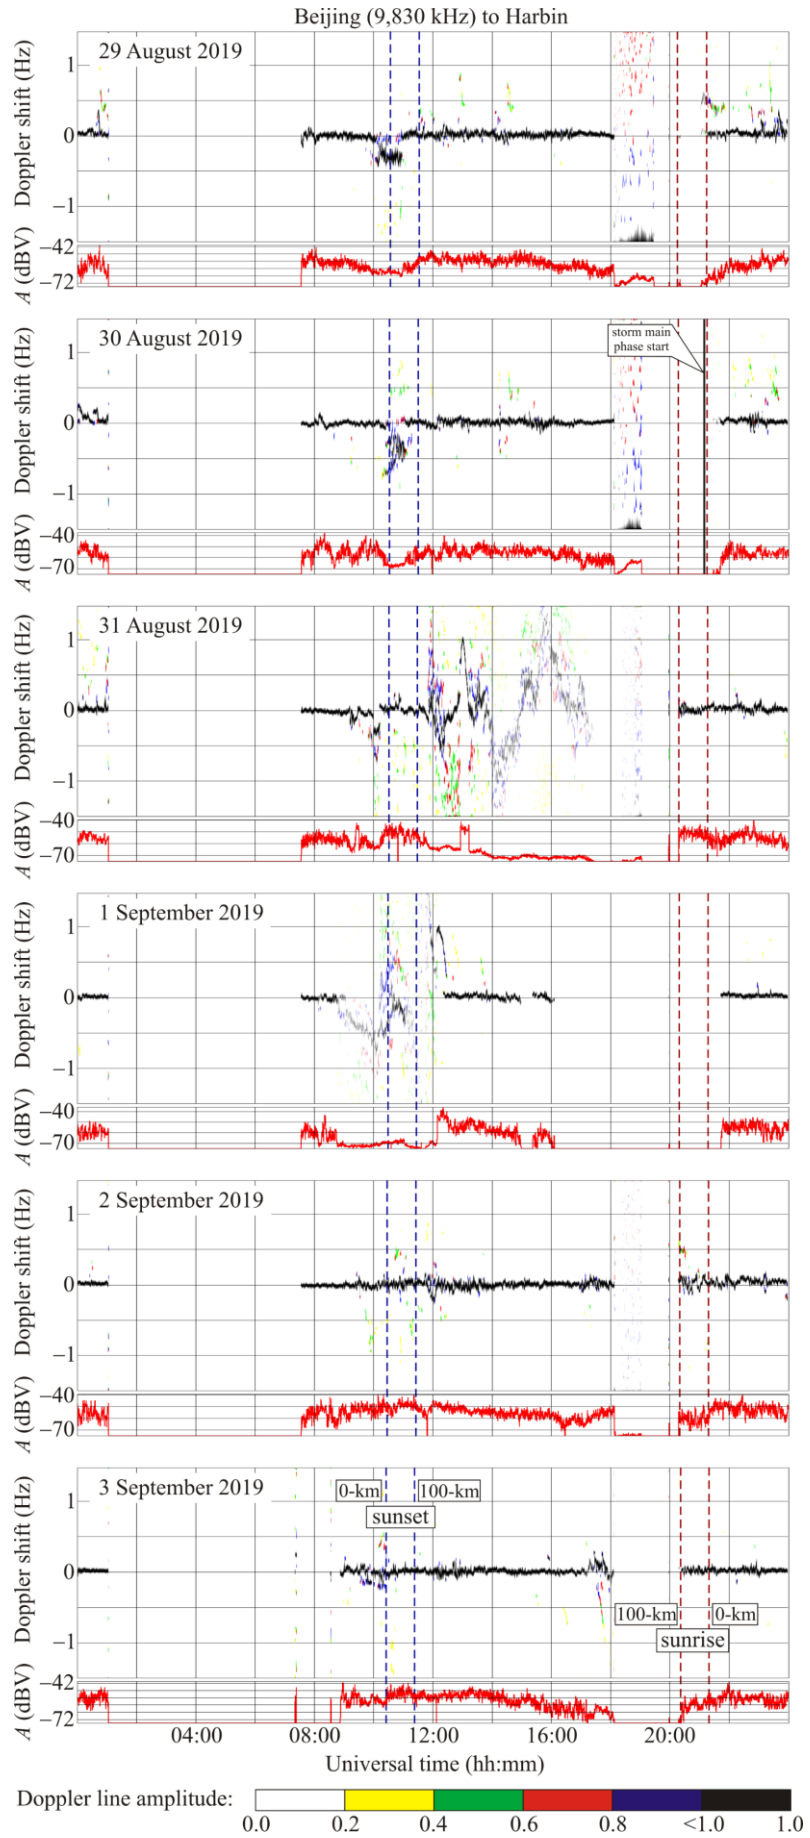 Beijing (9,830 kHz) to Harbin
29 August 2019
Doppler shift (Hz)
1
0
−1
A (dBV)
−42
−72
30 August 2019
storm main
phase start
Doppler shift (Hz)
1
0
−1
A (dBV)
−40
−70
31 August 2019
Doppler shift (Hz)
1
0
−1
A (dBV)
−40
−70
1 September 2019
Doppler shift (Hz)
1
0
−1
A (dBV)
−40
−70
2 September 2019
Doppler shift (Hz)
1
0
−1
A (dBV)
−40
−70
3 September 2019
0-km 100-km
sunset
Doppler shift (Hz)
1
0
−1
100-km 0-km
sunrise
A (dBV)
−42
−72
04:00 08:00 12:00 16:00 20:00
Universal time (hh:mm)
Doppler line amplitude:
0.0 0.2 0.4 0.6 0.8 <1.0 1.0